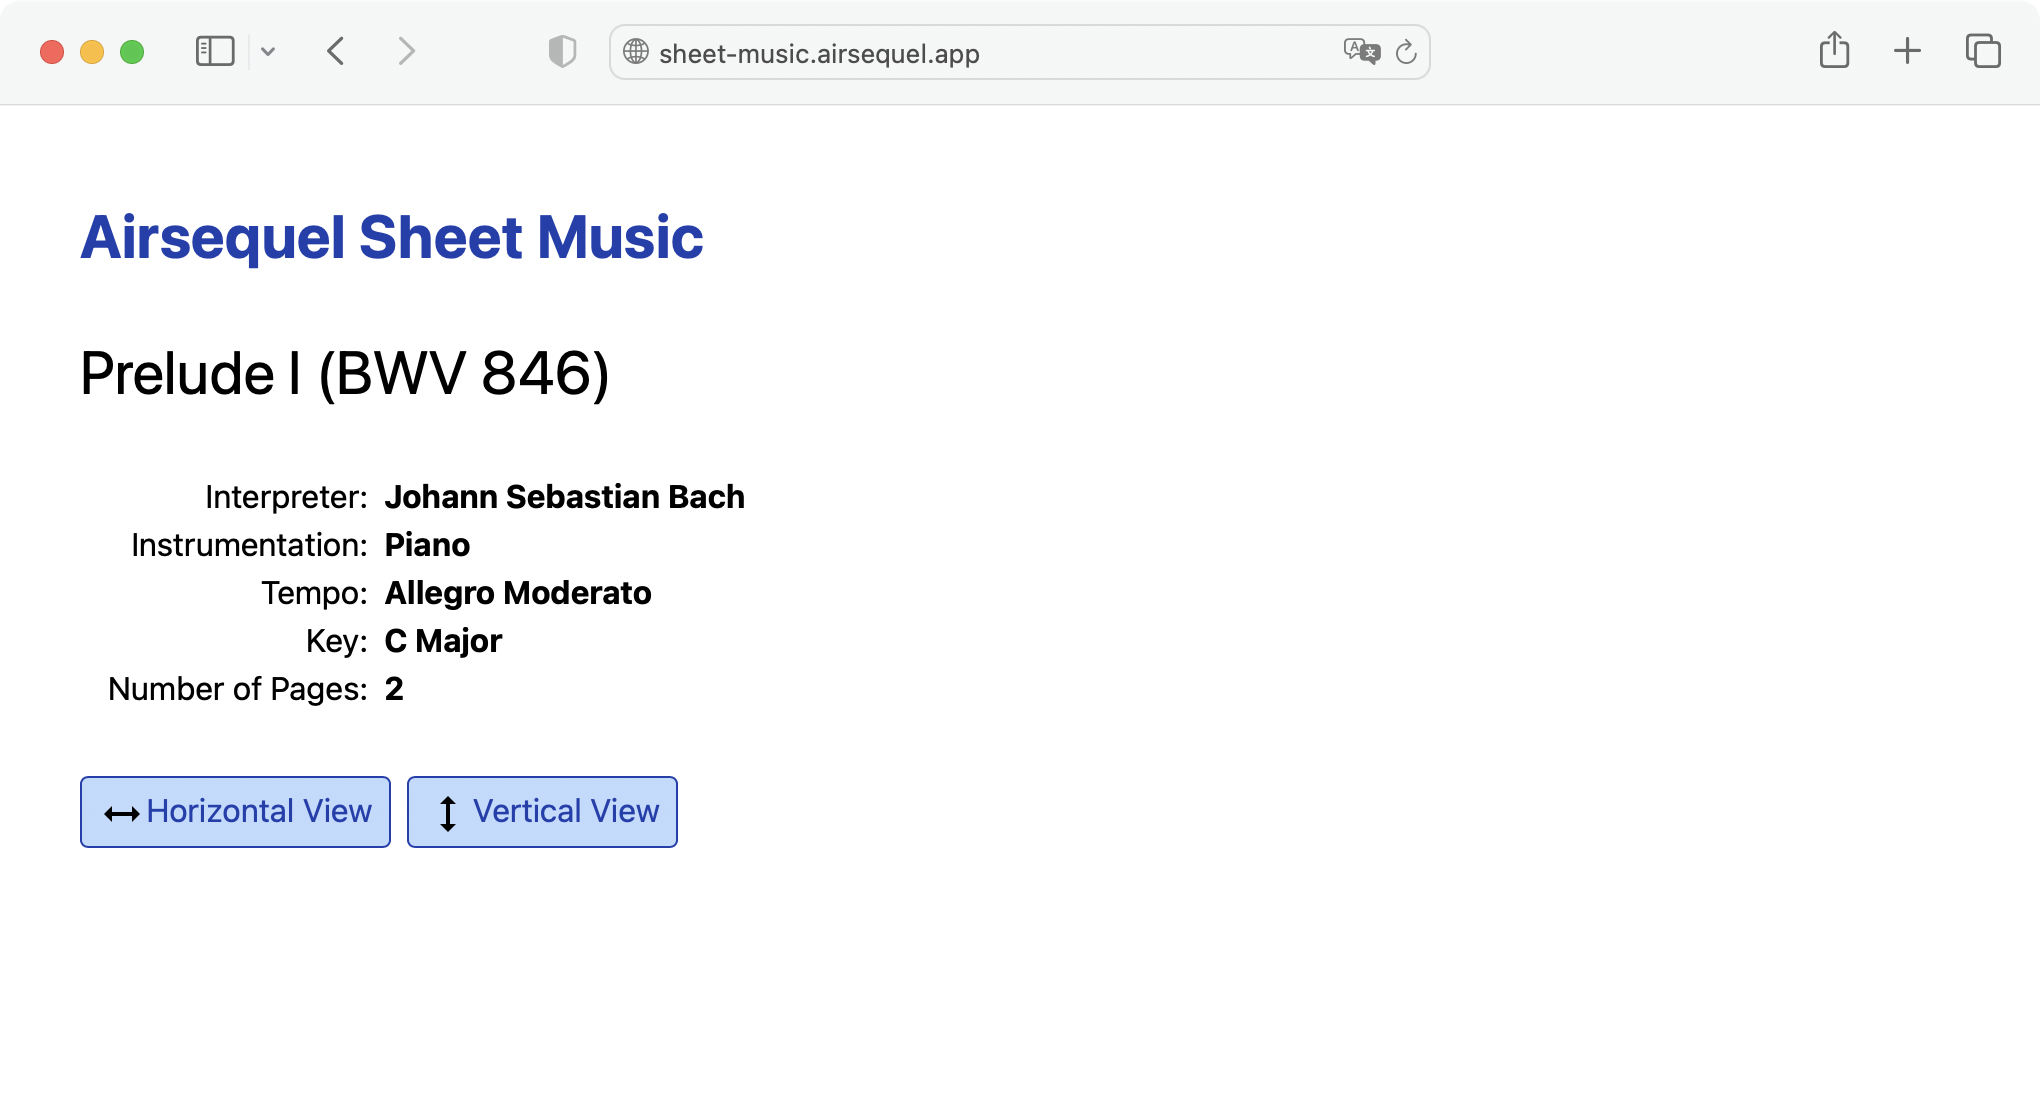 sheet-music.airsequel.app
Airsequel Sheet Music
Prelude I (BWV 846)
Interpreter: Johann Sebastian Bach
Instrumentation: Piano
Tempo: Allegro Moderato
Key: C Major
Number of Pages: 2
Horizontal View Vertical View